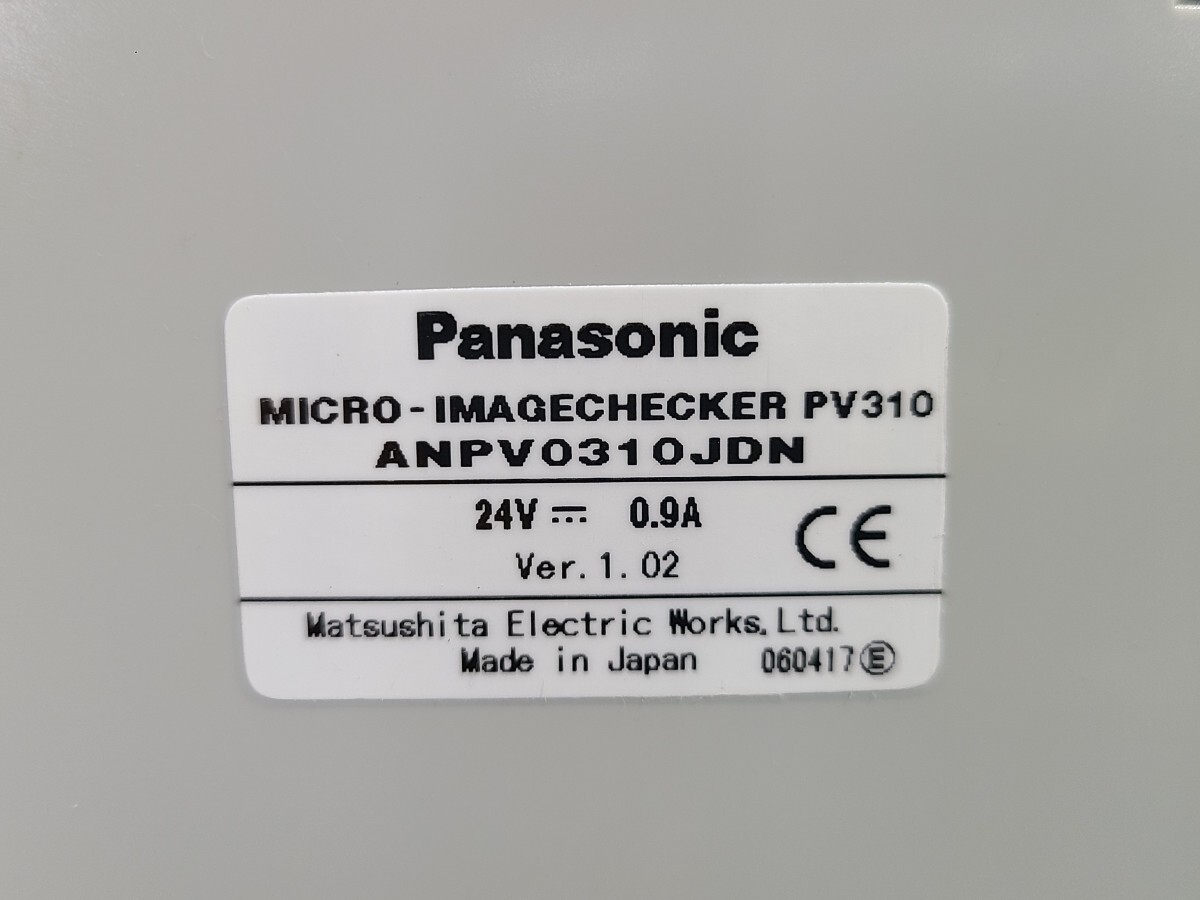 Panasonic
MICRO-IMAGECHECKER PV310
ANPV0310JDN
24V ⎓ 0.9A
CE
Ver.1.02
Matsushita Electric Works,Ltd.
Made in Japan 060417Ⓔ